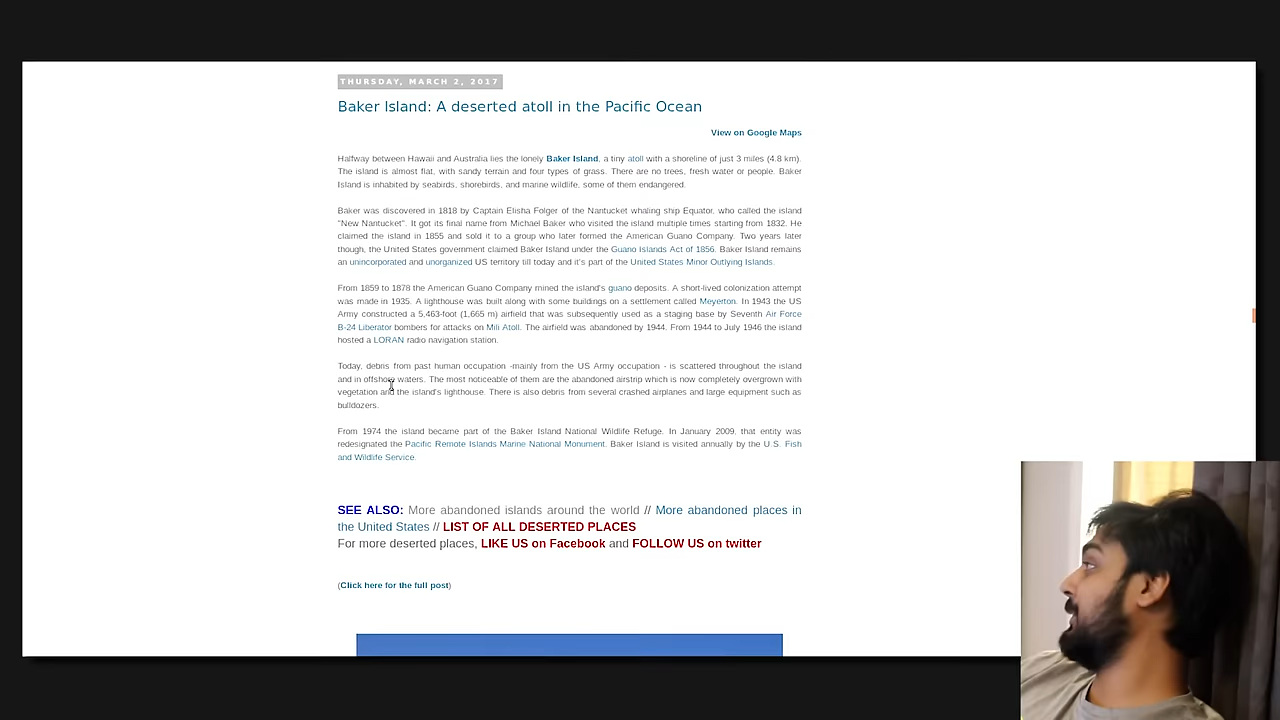 THURSDAY, MARCH 2, 2017
Baker Island: A deserted atoll in the Pacific Ocean
View on Google Maps
Halfway between Hawaii and Australia lies the lonely Baker Island, a tiny atoll with a shoreline of just 3 miles (4.8 km).
The island is almost flat, with sandy terrain and four types of grass. There are no trees, fresh water or people. Baker
Island is inhabited by seabirds, shorebirds, and marine wildlife, some of them endangered.
Baker was discovered in 1818 by Captain Elisha Folger of the Nantucket whaling ship Equator, who called the island
"New Nantucket". It got its final name from Michael Baker who visited the island multiple times starting from 1832. He
claimed the island in 1855 and sold it to a group who later formed the American Guano Company. Two years later
though, the United States government claimed Baker Island under the Guano Islands Act of 1856. Baker Island remains
an unincorporated and unorganized US territory till today and it's part of the United States Minor Outlying Islands.
From 1859 to 1878 the American Guano Company mined the island's guano deposits. A short-lived colonization attempt
was made in 1935. A lighthouse was built along with some buildings on a settlement called Meyerton. In 1943 the US
Army constructed a 5,463-foot (1,665 m) airfield that was subsequently used as a staging base by Seventh Air Force
B-24 Liberator bombers for attacks on Mili Atoll. The airfield was abandoned by 1944. From 1944 to July 1946 the island
hosted a LORAN radio navigation station.
Today, debris from past human occupation -mainly from the US Army occupation - is scattered throughout the island
and in offshore waters. The most noticeable of them are the abandoned airstrip which is now completely overgrown with
vegetation and the island's lighthouse. There is also debris from several crashed airplanes and large equipment such as
bulldozers.
From 1974 the island became part of the Baker Island National Wildlife Refuge. In January 2009, that entity was
redesignated the Pacific Remote Islands Marine National Monument. Baker Island is visited annually by the U.S. Fish
and Wildlife Service.
SEE ALSO: More abandoned islands around the world // More abandoned places in
the United States // LIST OF ALL DESERTED PLACES
For more deserted places, LIKE US on Facebook and FOLLOW US on twitter
(Click here for the full post)